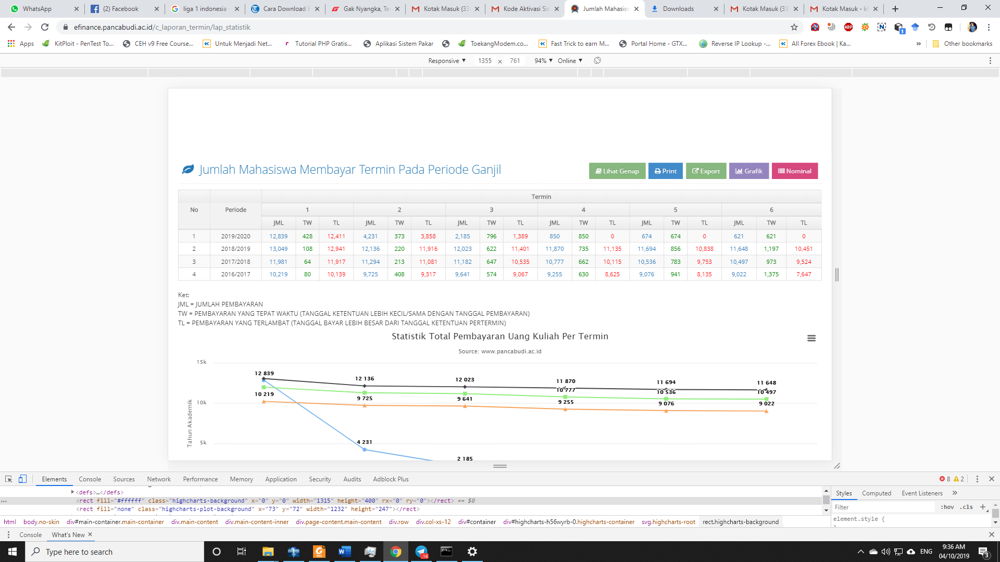 WhatsApp
(2) Facebook
liga 1 indonesia
Cara Download
Gak Nyangka, Te
Kotak Masuk (33
Kode Aktivasi Sis
Jumlah Mahasisw
Downloads
Kotak Masuk (33
Kotak Masuk - k
efinance.pancabudi.ac.id/c_laporan_termin/lap_statistik
Apps
KitPloit - PenTest To...
CEH v9 Free Course...
Untuk Menjadi Net...
Tutorial PHP Gratis...
Aplikasi Sistem Pakar
ToekangModem.co...
Fast Trick to earn M...
Portal Home - GTX...
Reverse IP Lookup -...
All Forex Ebook | Ka...
Other bookmarks
Responsive 1355 x 761 94% Online
Jumlah Mahasiswa Membayar Termin Pada Periode Ganjil
Lihat Genap Print Export Grafik Nominal
Termin
No Periode 1 2 3 4 5 6
JML TW TL JML TW TL JML TW TL JML TW TL JML TW TL JML TW TL
1 2019/2020 12,839 428 12,411 4,231 373 3,858 2,185 796 1,389 850 850 0 674 674 0 621 621 0
2 2018/2019 13,049 108 12,941 12,136 220 11,916 12,023 622 11,401 11,870 735 11,135 11,694 856 10,838 11,648 1,197 10,451
3 2017/2018 11,981 64 11,917 11,294 213 11,081 11,182 647 10,535 10,777 662 10,115 10,536 783 9,753 10,497 973 9,524
4 2016/2017 10,219 80 10,139 9,725 408 9,317 9,641 574 9,067 9,255 630 8,625 9,076 941 8,135 9,022 1,375 7,647
Ket:
JML = JUMLAH PEMBAYARAN
TW = PEMBAYARAN YANG TEPAT WAKTU (TANGGAL KETENTUAN LEBIH KECIL/SAMA DENGAN TANGGAL PEMBAYARAN)
TL = PEMBAYARAN YANG TERLAMBAT (TANGGAL BAYAR LEBIH BESAR DARI TANGGAL KETENTUAN PERTERMIN)
Statistik Total Pembayaran Uang Kuliah Per Termin
Source: www.pancabudi.ac.id
Tahun Akademik
15k
10k
5k
12 839 12 136 12 023 11 870 11 694 11 648
10 777 10 536 10 497
10 219 9 725 9 641 9 255 9 076 9 022
4 231
2 185
Elements Console Sources Network Performance Memory Application Security Audits Adblock Plus 8 2
<defs>…</defs>
<rect fill="#ffffff" class="highcharts-background" x="0" y="0" width="1315" height="400" rx="0" ry="0"></rect> == $0
<rect fill="none" class="highcharts-plot-background" x="73" y="72" width="1232" height="247"></rect>
html body.no-skin div#main-container.main-container div.main-content div.main-content-inner div.page-content.main-content div.row div.col-xs-12 div#container div#highcharts-h56wyrb-0.highcharts-container svg.highcharts-root rect.highcharts-background
Styles Computed Event Listeners
Filter :hov .cls
element.style {
Console What's New
Type here to search
ENG
9:36 AM
04/10/2019